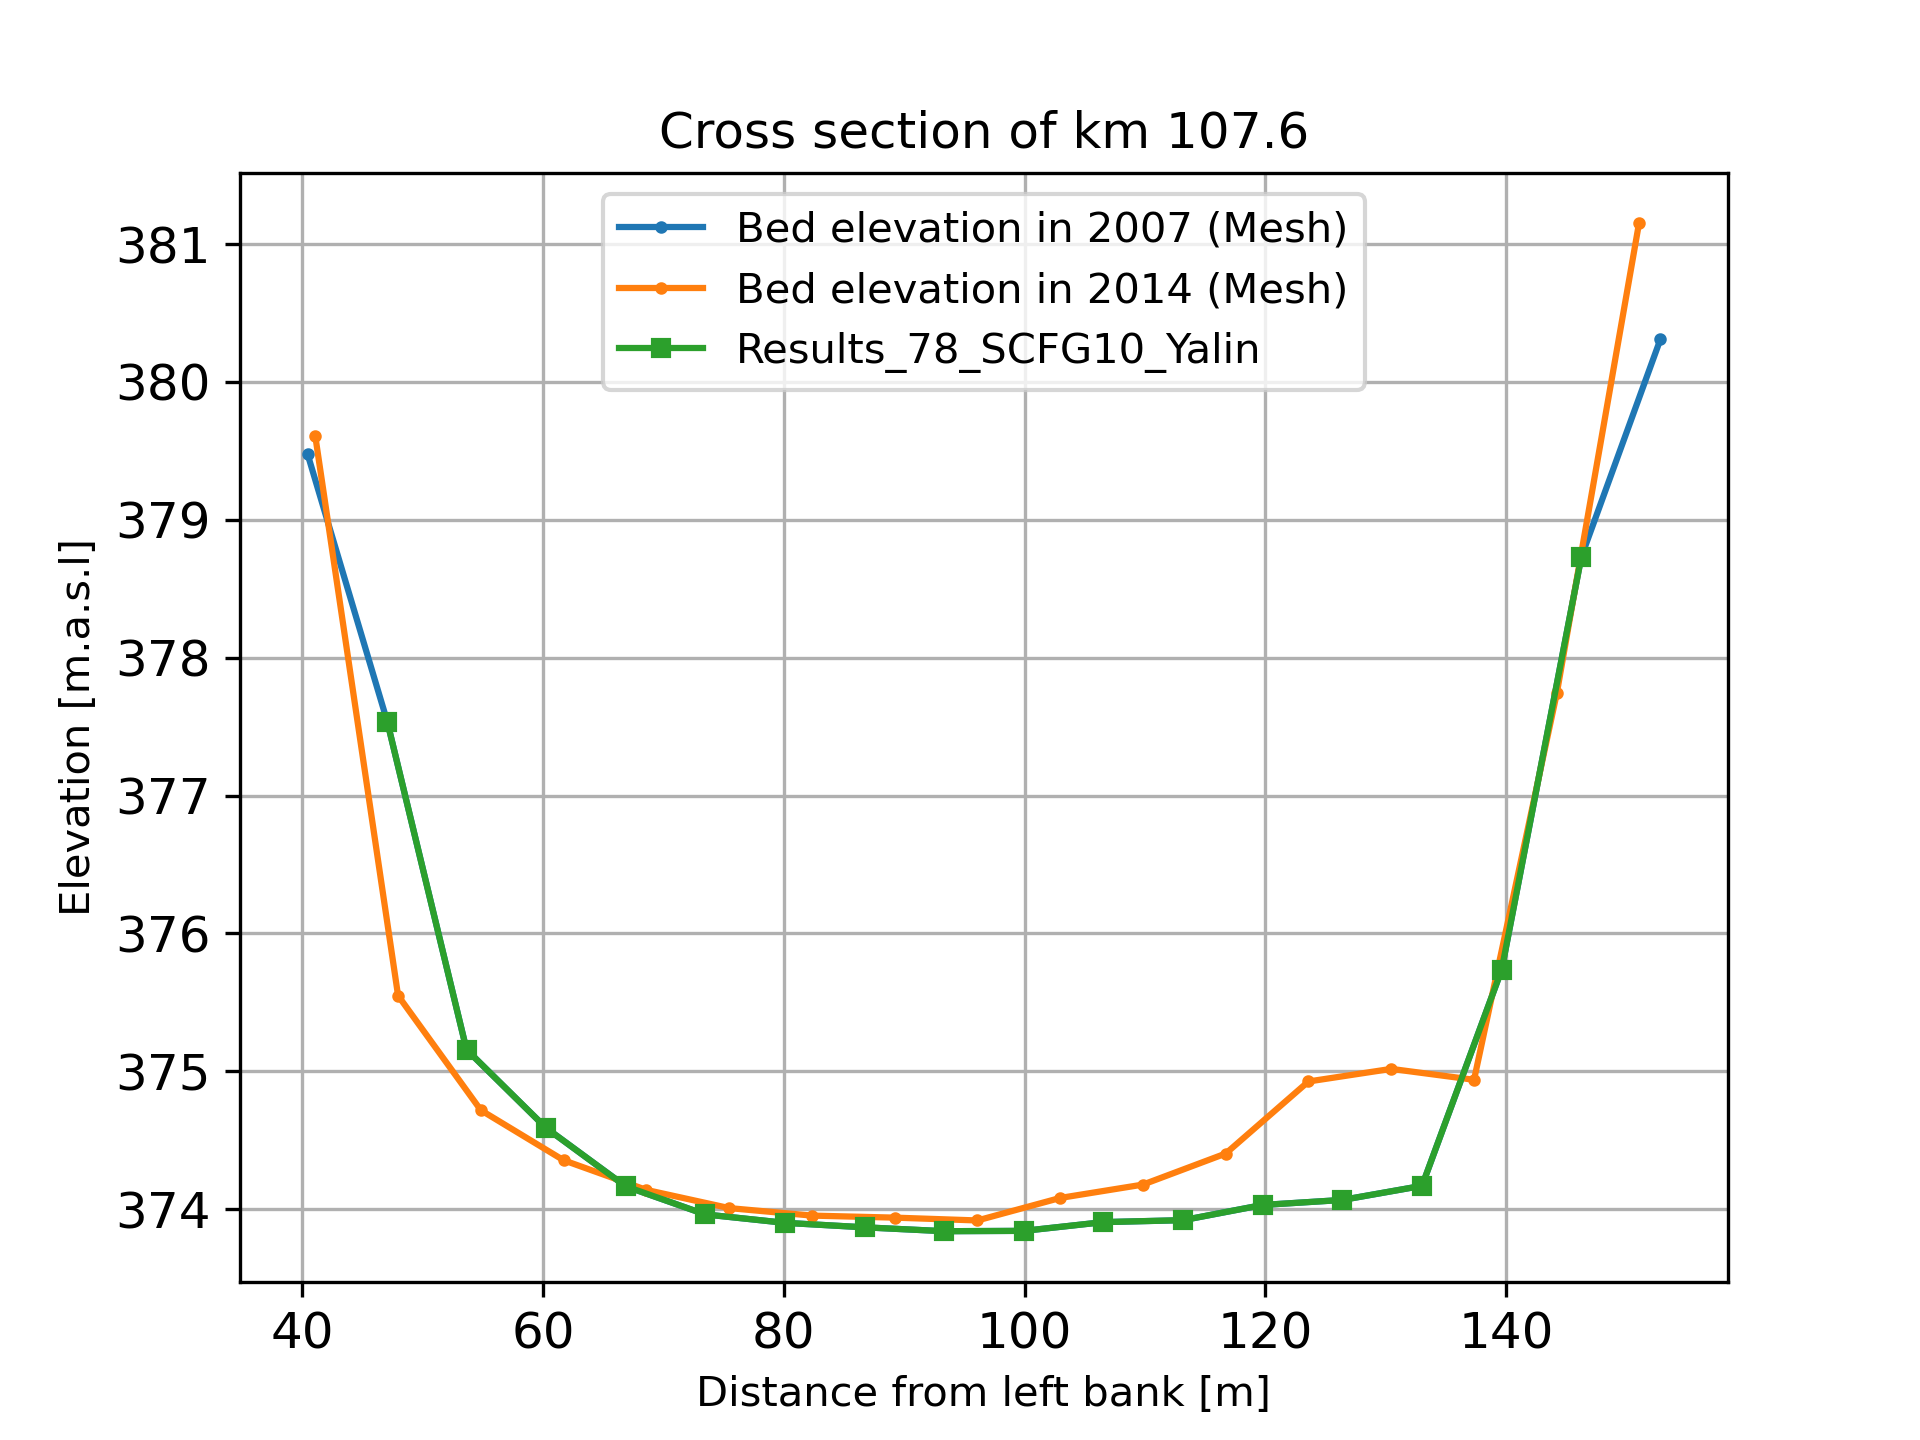 Cross section of km 107.6
Bed elevation in 2007 (Mesh)
Bed elevation in 2014 (Mesh)
Results_78_SCFG10_Yalin
381
380
379
378
377
376
375
374
Elevation [m.a.s.l]
40 60 80 100 120 140
Distance from left bank [m]